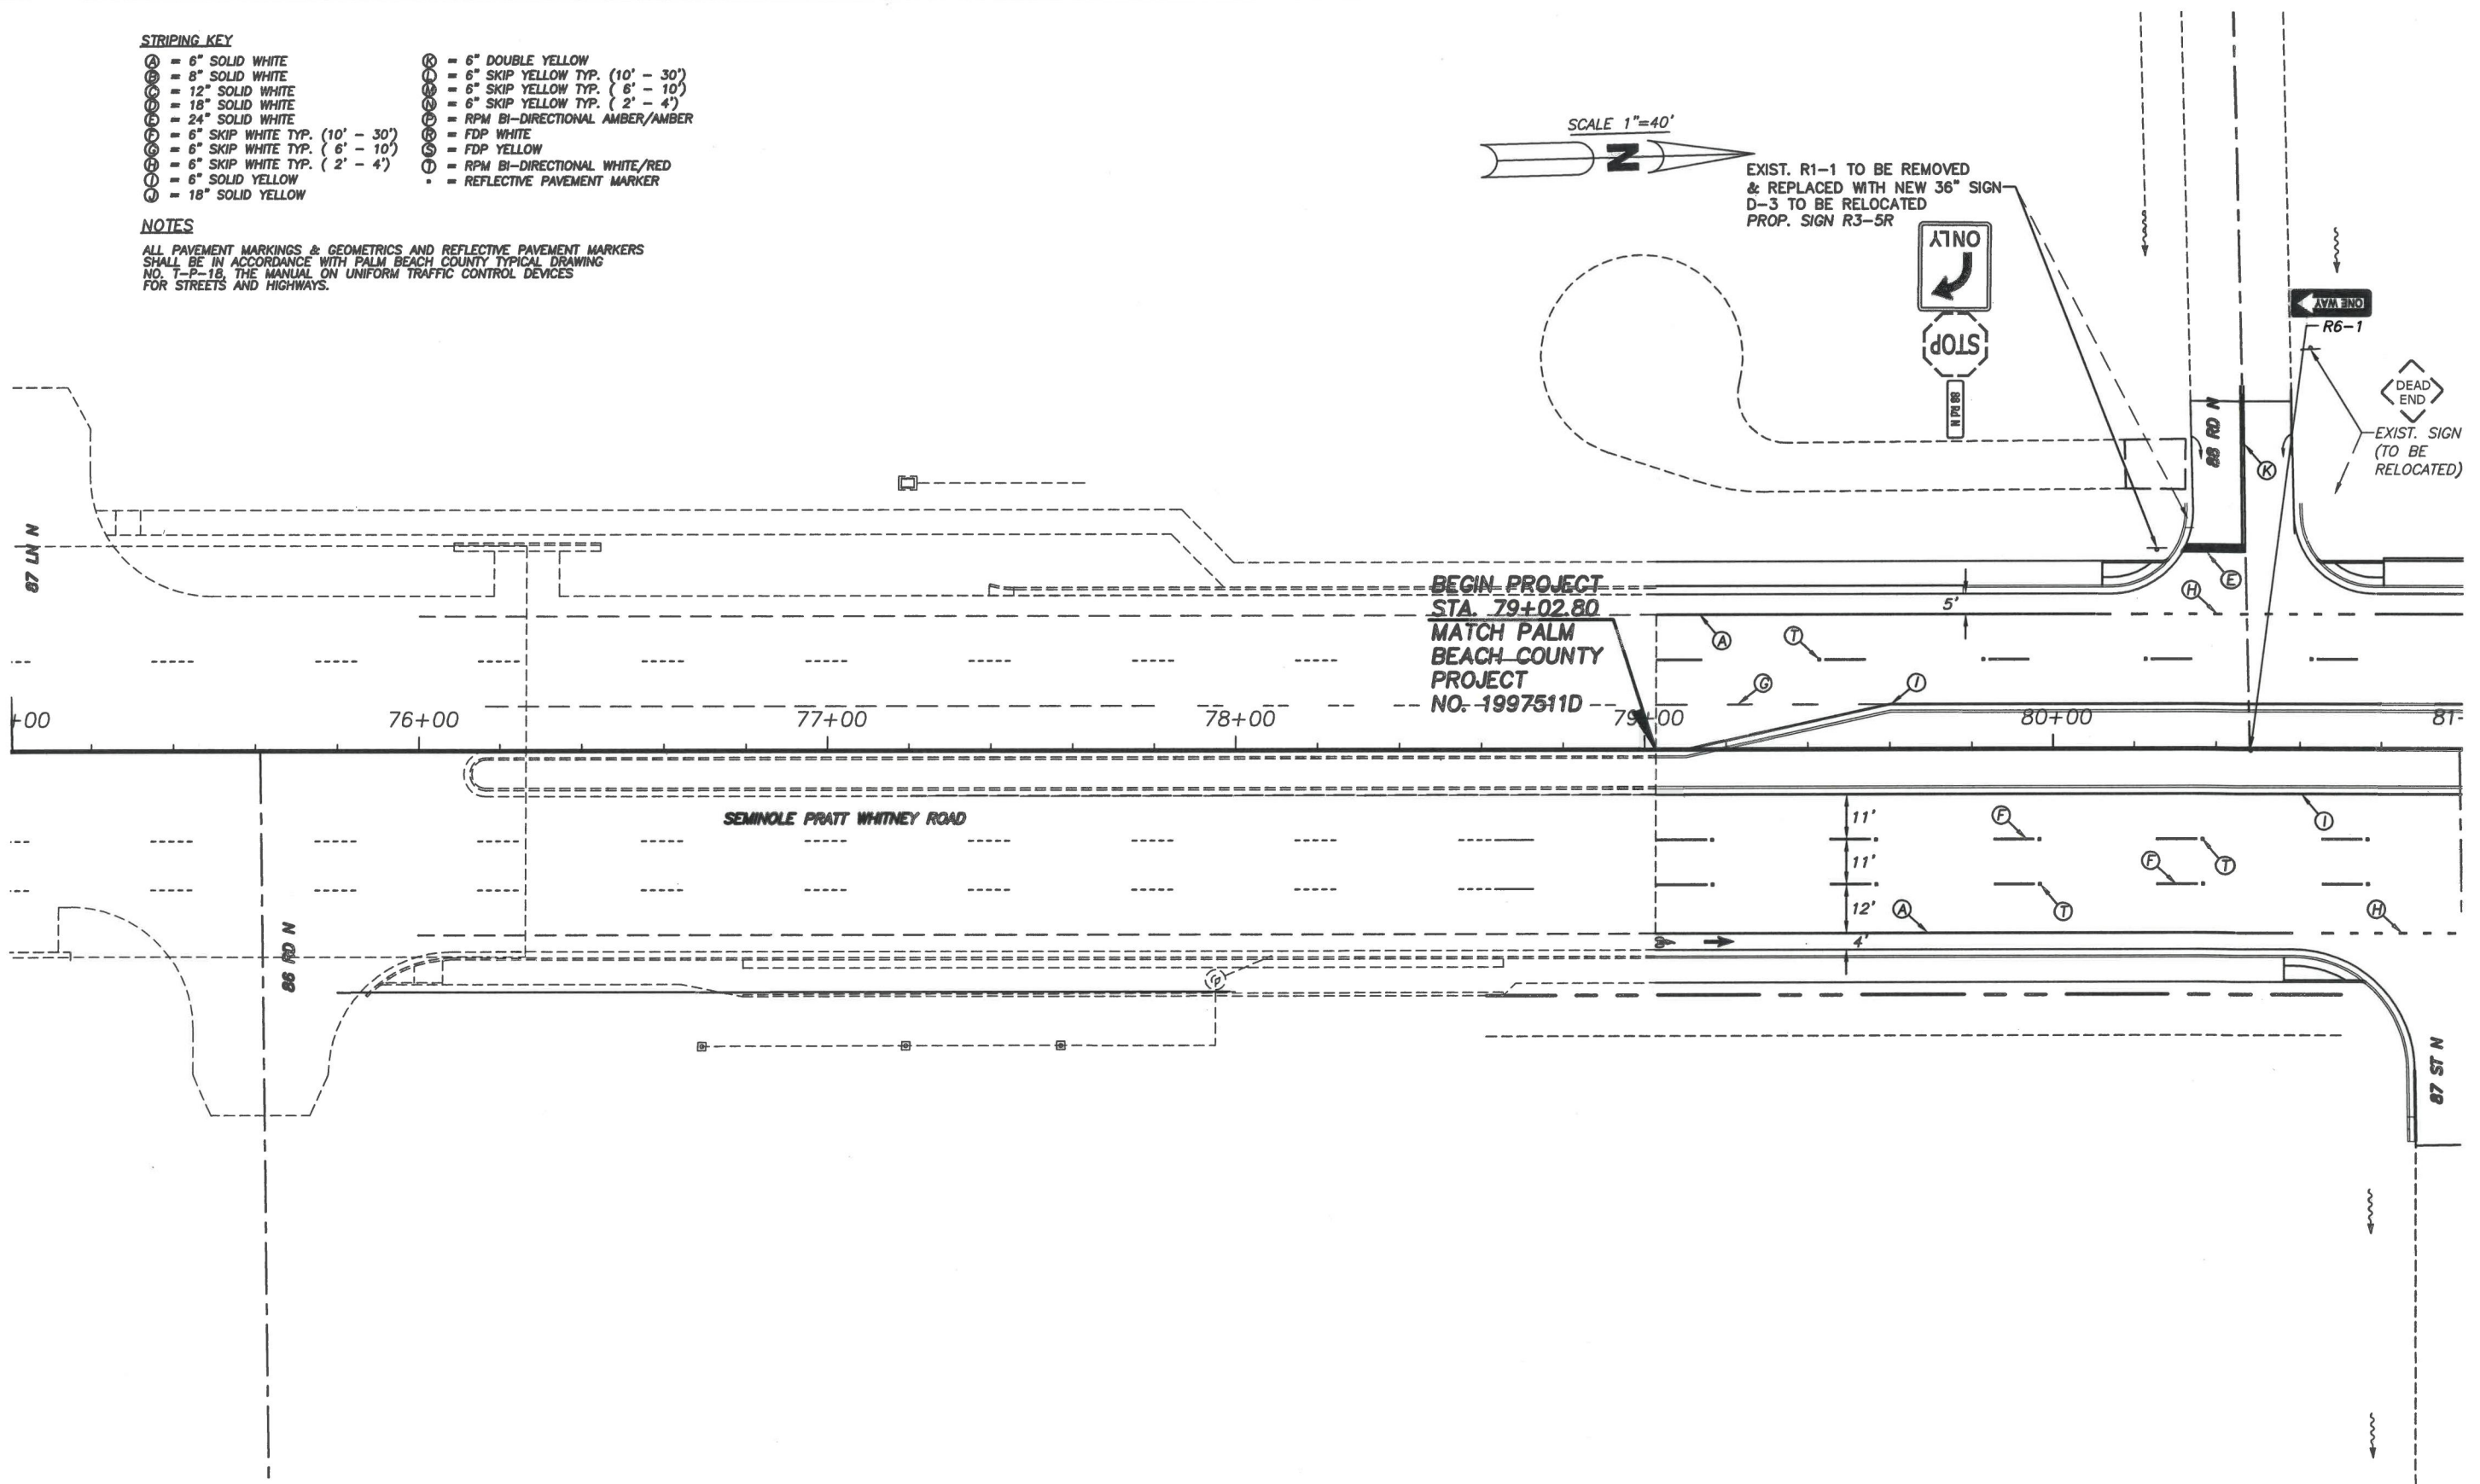 STRIPING KEY
Ⓐ = 6" SOLID WHITE
Ⓑ = 8" SOLID WHITE
Ⓒ = 12" SOLID WHITE
Ⓓ = 18" SOLID WHITE
Ⓔ = 24" SOLID WHITE
Ⓕ = 6" SKIP WHITE TYP. (10' - 30')
Ⓖ = 6" SKIP WHITE TYP. ( 6' - 10')
Ⓗ = 6" SKIP WHITE TYP. ( 2' - 4')
Ⓘ = 6" SOLID YELLOW
Ⓙ = 18" SOLID YELLOW
Ⓚ = 6" DOUBLE YELLOW
Ⓛ = 6" SKIP YELLOW TYP. (10' - 30')
Ⓜ = 6" SKIP YELLOW TYP. ( 6' - 10')
Ⓝ = 6" SKIP YELLOW TYP. ( 2' - 4')
Ⓟ = RPM BI-DIRECTIONAL AMBER/AMBER
Ⓡ = FDP WHITE
Ⓢ = FDP YELLOW
Ⓣ = RPM BI-DIRECTIONAL WHITE/RED
• = REFLECTIVE PAVEMENT MARKER
NOTES
ALL PAVEMENT MARKINGS & GEOMETRICS AND REFLECTIVE PAVEMENT MARKERS
SHALL BE IN ACCORDANCE WITH PALM BEACH COUNTY TYPICAL DRAWING
NO. T-P-18, THE MANUAL ON UNIFORM TRAFFIC CONTROL DEVICES
FOR STREETS AND HIGHWAYS.
SCALE 1"=40'
N
EXIST. R1-1 TO BE REMOVED
& REPLACED WITH NEW 36" SIGN
D-3 TO BE RELOCATED
PROP. SIGN R3-5R
ONLY
STOP
88 Rd N
ONE WAY
R6-1
DEAD
END
EXIST. SIGN
(TO BE
RELOCATED)
88 RD N
Ⓚ
Ⓔ
Ⓗ
87 LN N
BEGIN PROJECT
STA. 79+02.80
MATCH PALM
BEACH COUNTY
PROJECT
NO. 1997511D
5'
Ⓐ
Ⓣ
Ⓖ
Ⓘ
+00
76+00
77+00
78+00
79+00
80+00
81-
SEMINOLE PRATT WHITNEY ROAD
11'
Ⓕ
Ⓘ
11'
Ⓕ
Ⓣ
12'
Ⓐ
Ⓣ
Ⓗ
4'
86 RD N
P
87 ST N